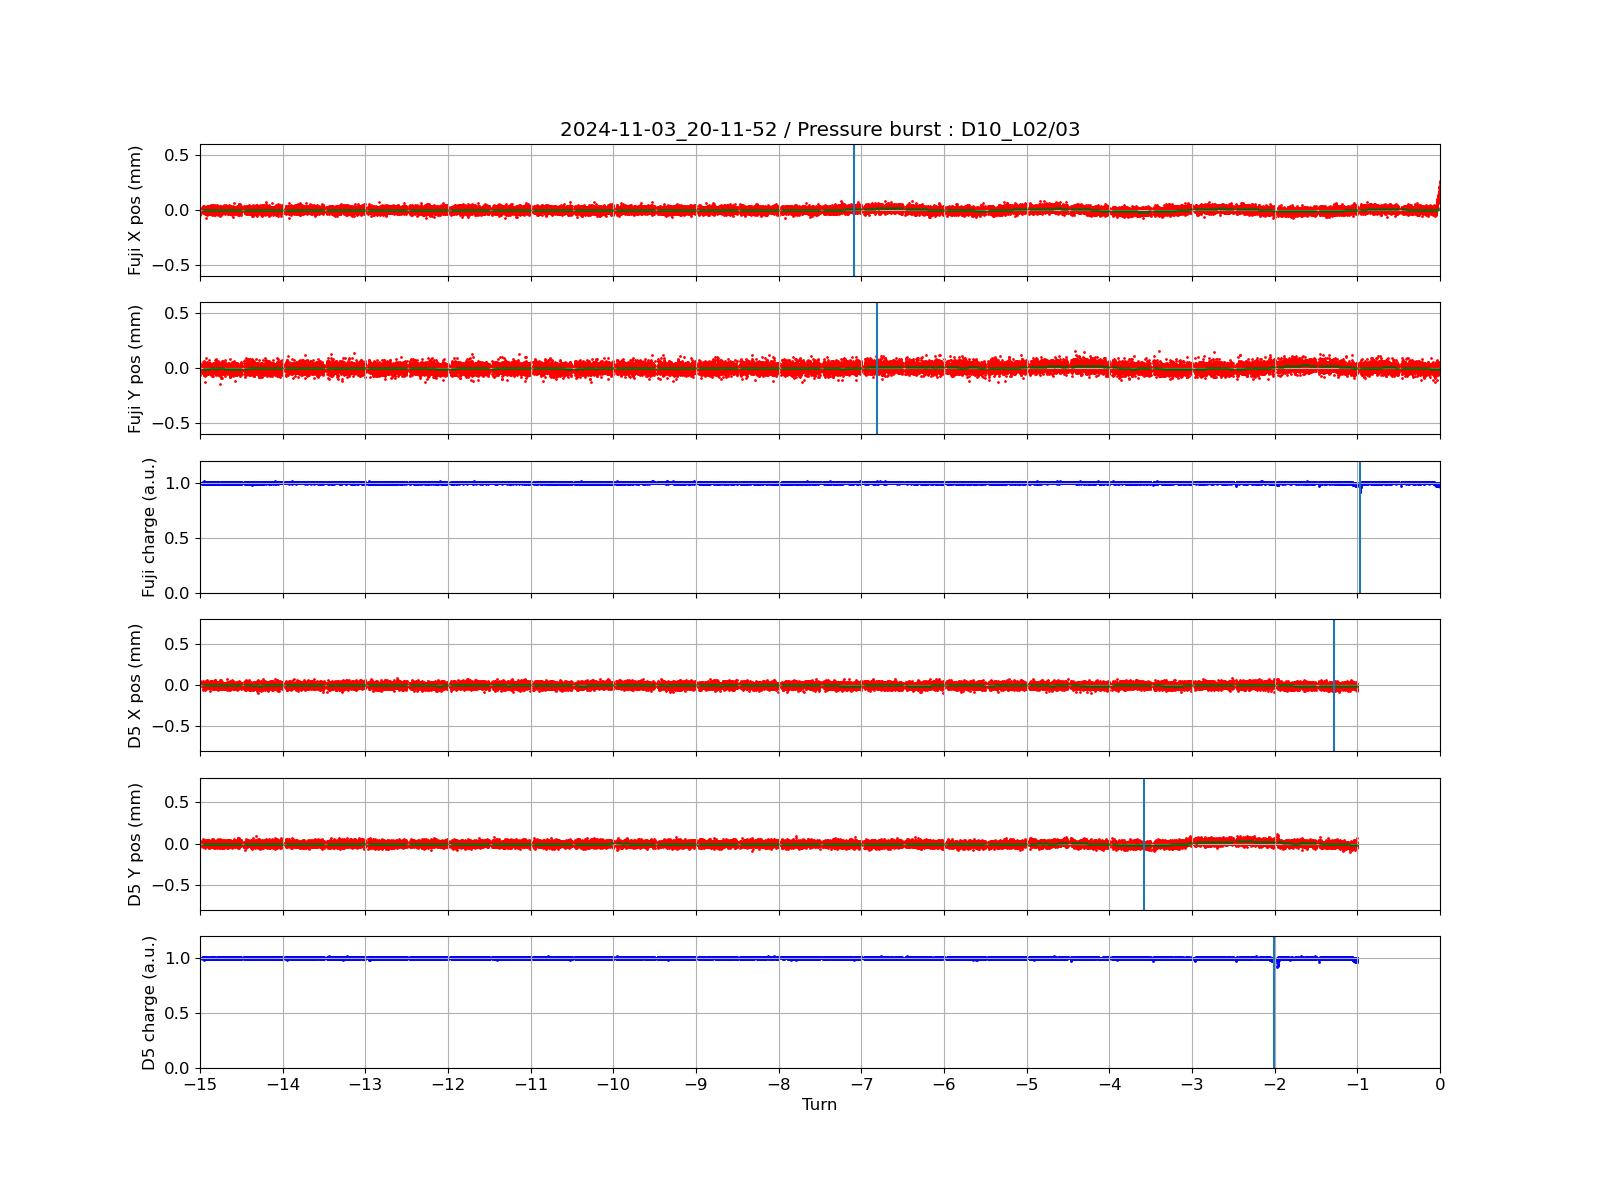 2024-11-03_20-11-52 / Pressure burst : D10_L02/03
Fuji X pos (mm)
0.5
0.0
−0.5
Fuji Y pos (mm)
0.5
0.0
−0.5
Fuji charge (a.u.)
1.0
0.5
0.0
D5 X pos (mm)
0.5
0.0
−0.5
D5 Y pos (mm)
0.5
0.0
−0.5
D5 charge (a.u.)
1.0
0.5
0.0
−15 −14 −13 −12 −11 −10 −9 −8 −7 −6 −5 −4 −3 −2 −1 0
Turn